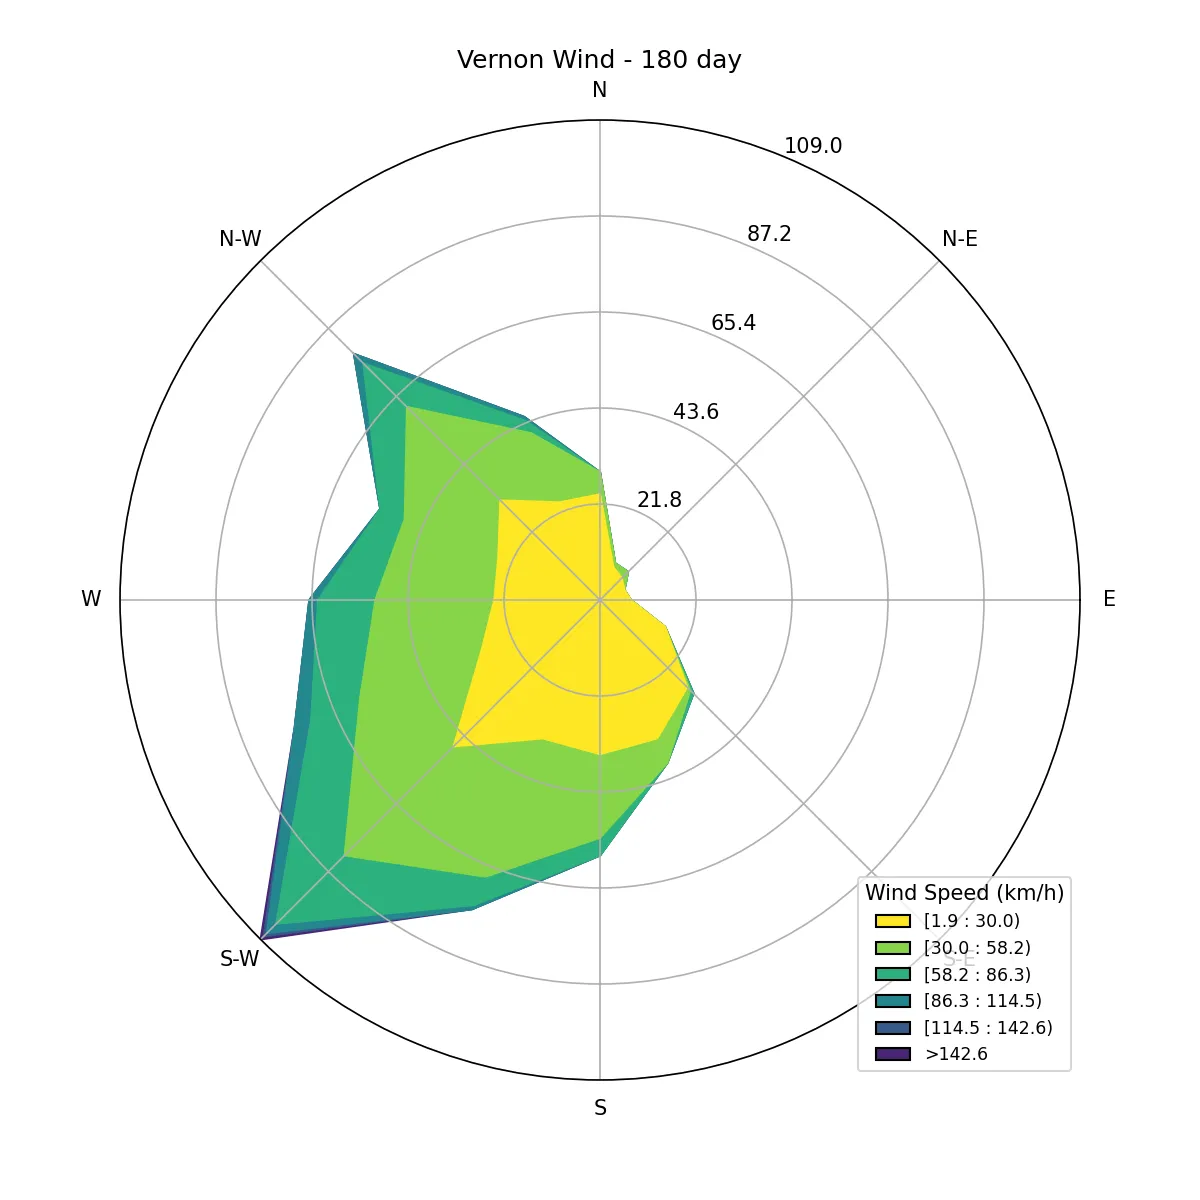 Vernon Wind - 180 day
N
109.0
N-W
87.2
N-E
65.4
43.6
21.8
W
E
S-W
S-E
S
Wind Speed (km/h)
[1.9 : 30.0)
[30.0 : 58.2)
[58.2 : 86.3)
[86.3 : 114.5)
[114.5 : 142.6)
>142.6